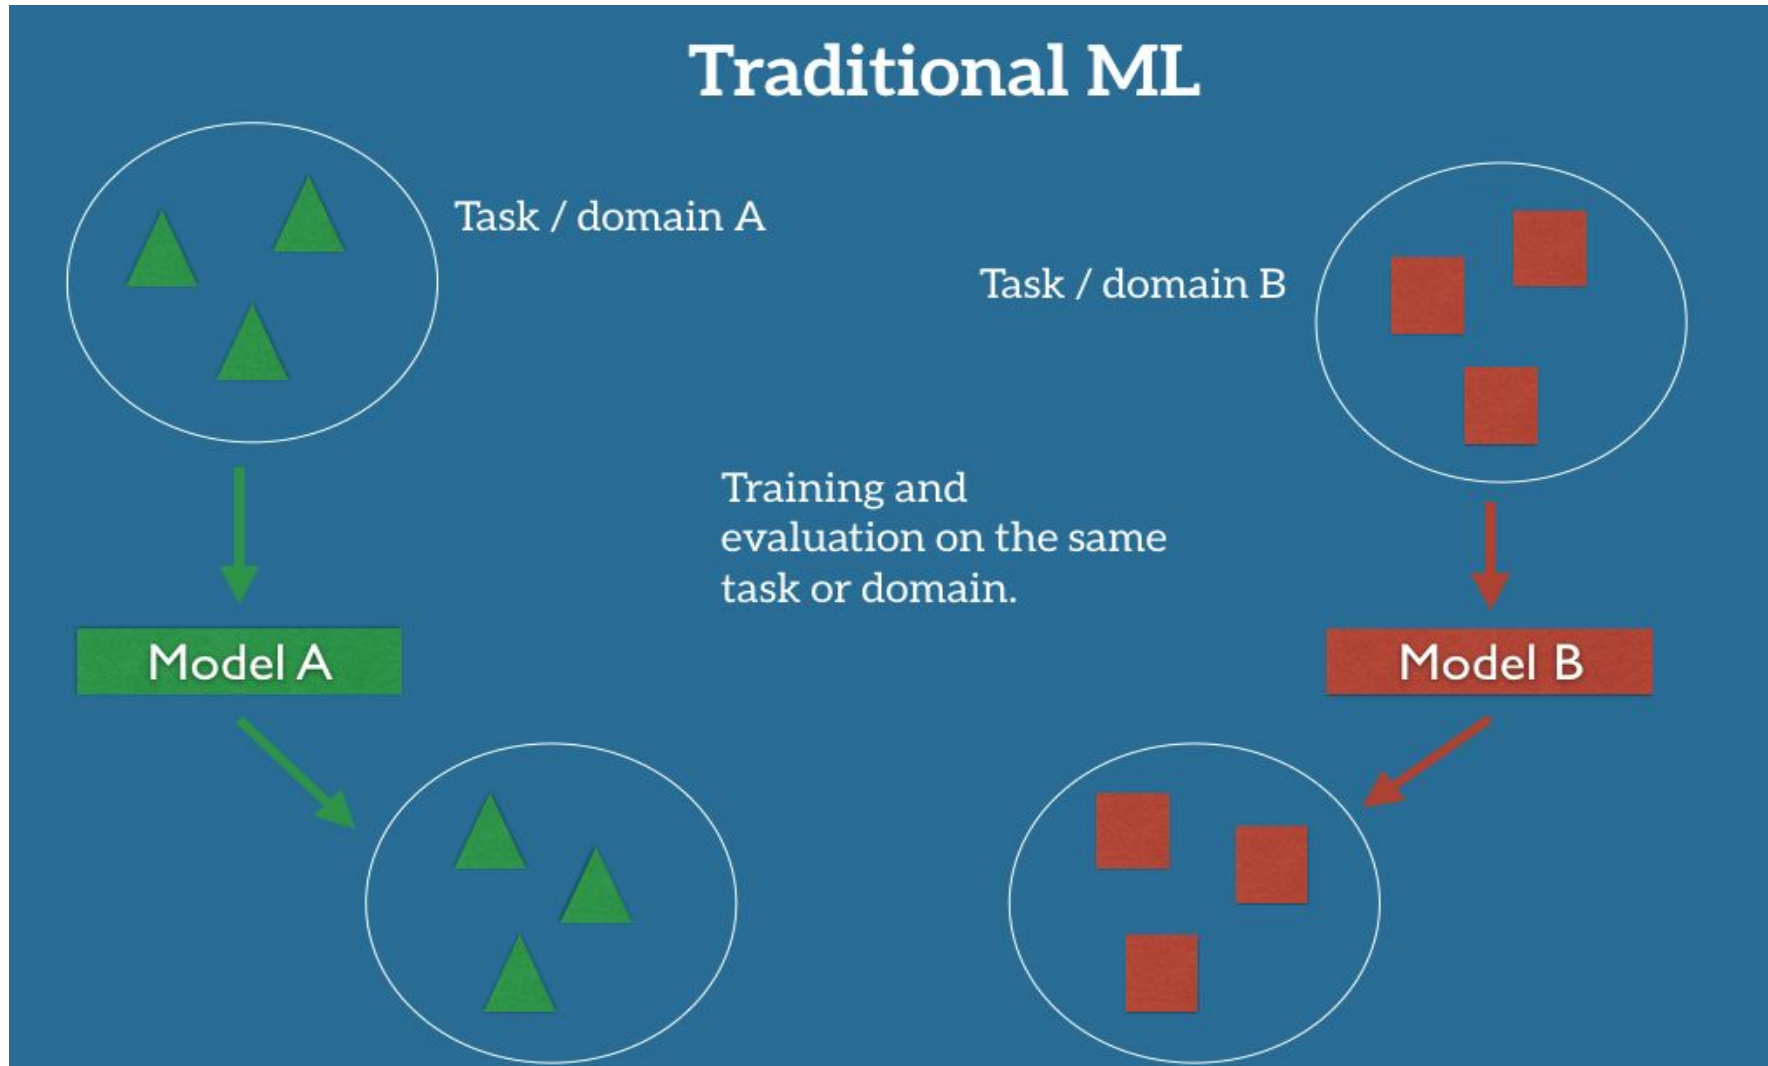 Traditional ML
Task / domain A
Task / domain B
Training and
evaluation on the same
task or domain.
Model A
Model B